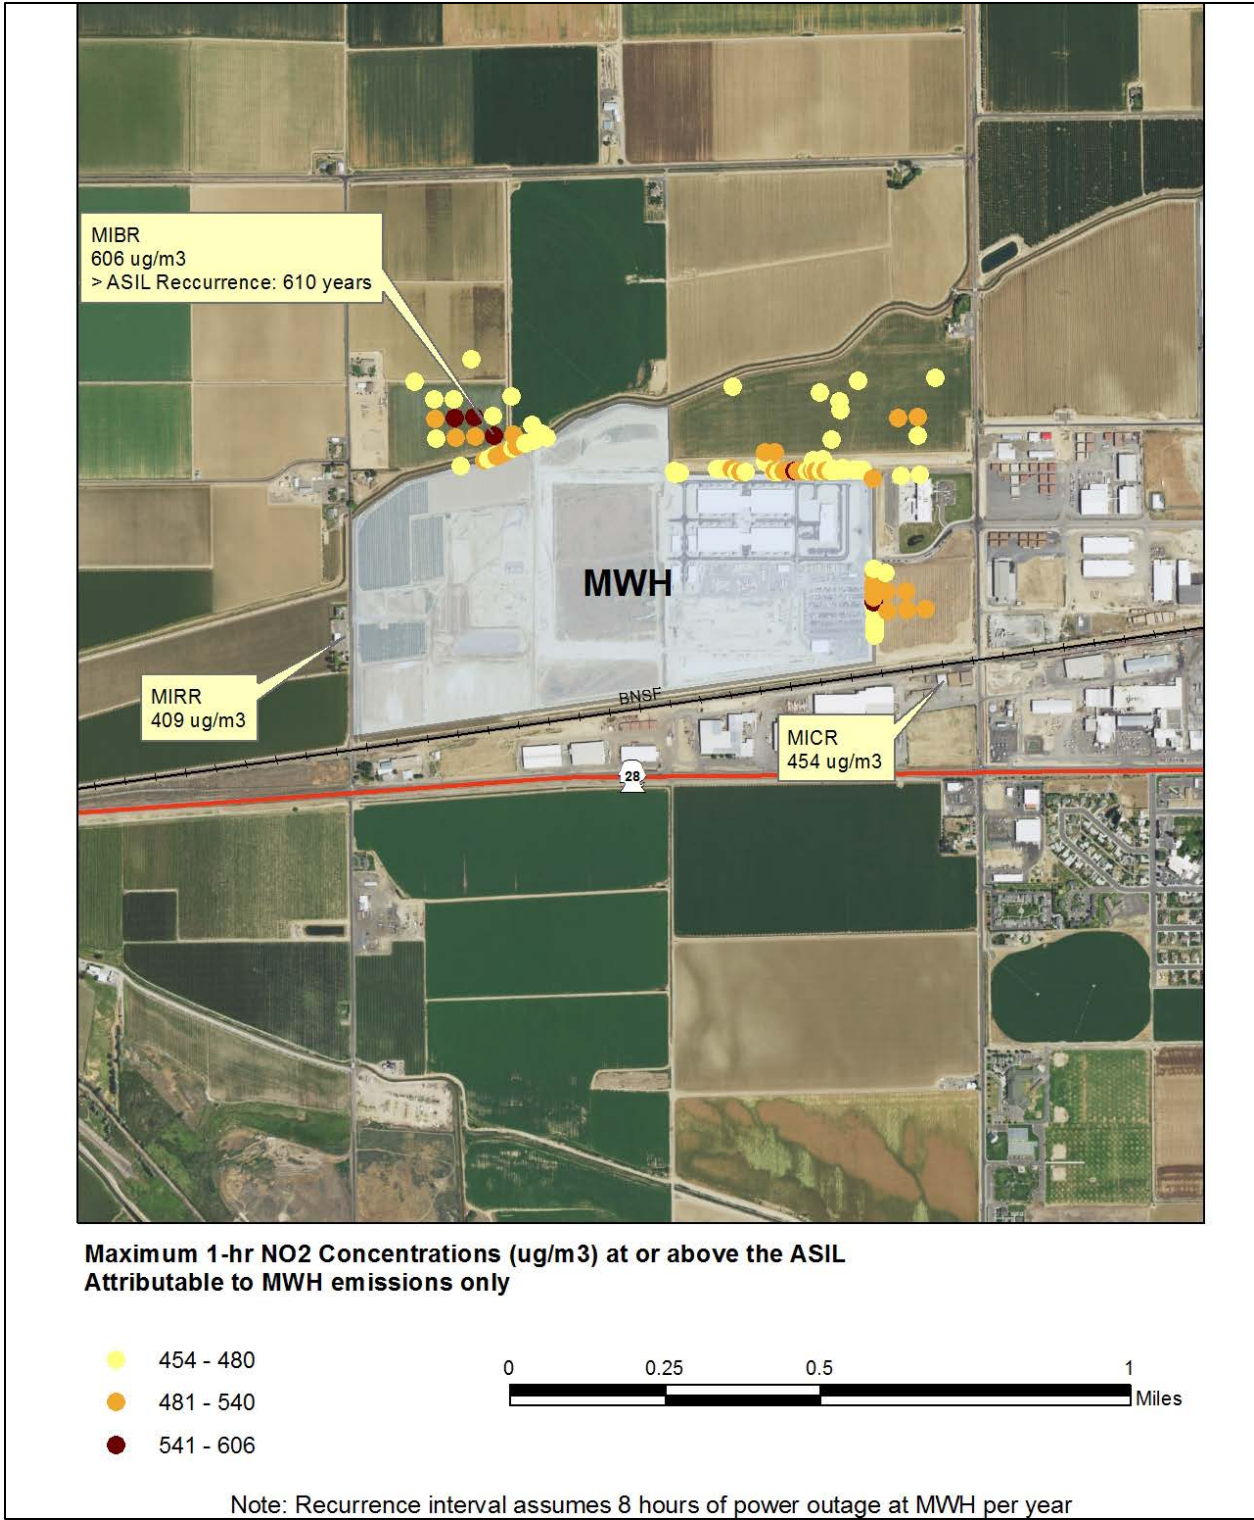 MIBR
606 ug/m3
> ASIL Reccurrence: 610 years
MWH
MIRR
409 ug/m3
BNSF
MICR
454 ug/m3
28
Maximum 1-hr NO2 Concentrations (ug/m3) at or above the ASIL
Attributable to MWH emissions only
454 - 480
481 - 540
541 - 606
0 0.25 0.5 1
Miles
Note: Recurrence interval assumes 8 hours of power outage at MWH per year